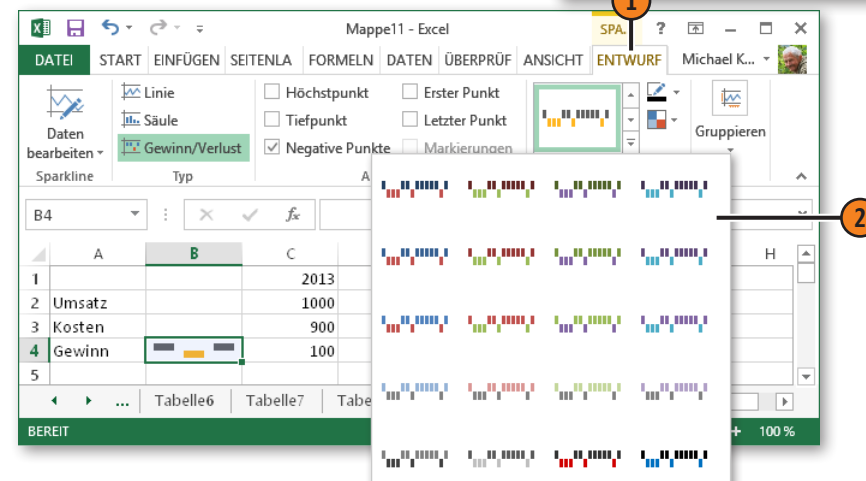 1
Mappe11 - Excel
SPA...
?
DATEI START EINFÜGEN SEITENLA FORMELN DATEN ÜBERPRÜF ANSICHT ENTWURF Michael K...
Linie Höchstpunkt Erster Punkt
Säule Tiefpunkt Letzter Punkt
Daten bearbeiten
Gewinn/Verlust Negative Punkte Markierungen
Gruppieren
Sparkline Typ A
2
B4 fx
A B C H
1 2013
2 Umsatz 1000
3 Kosten 900
4 Gewinn 100
5
... Tabelle6 Tabelle7 Tabe
BEREIT + 100 %